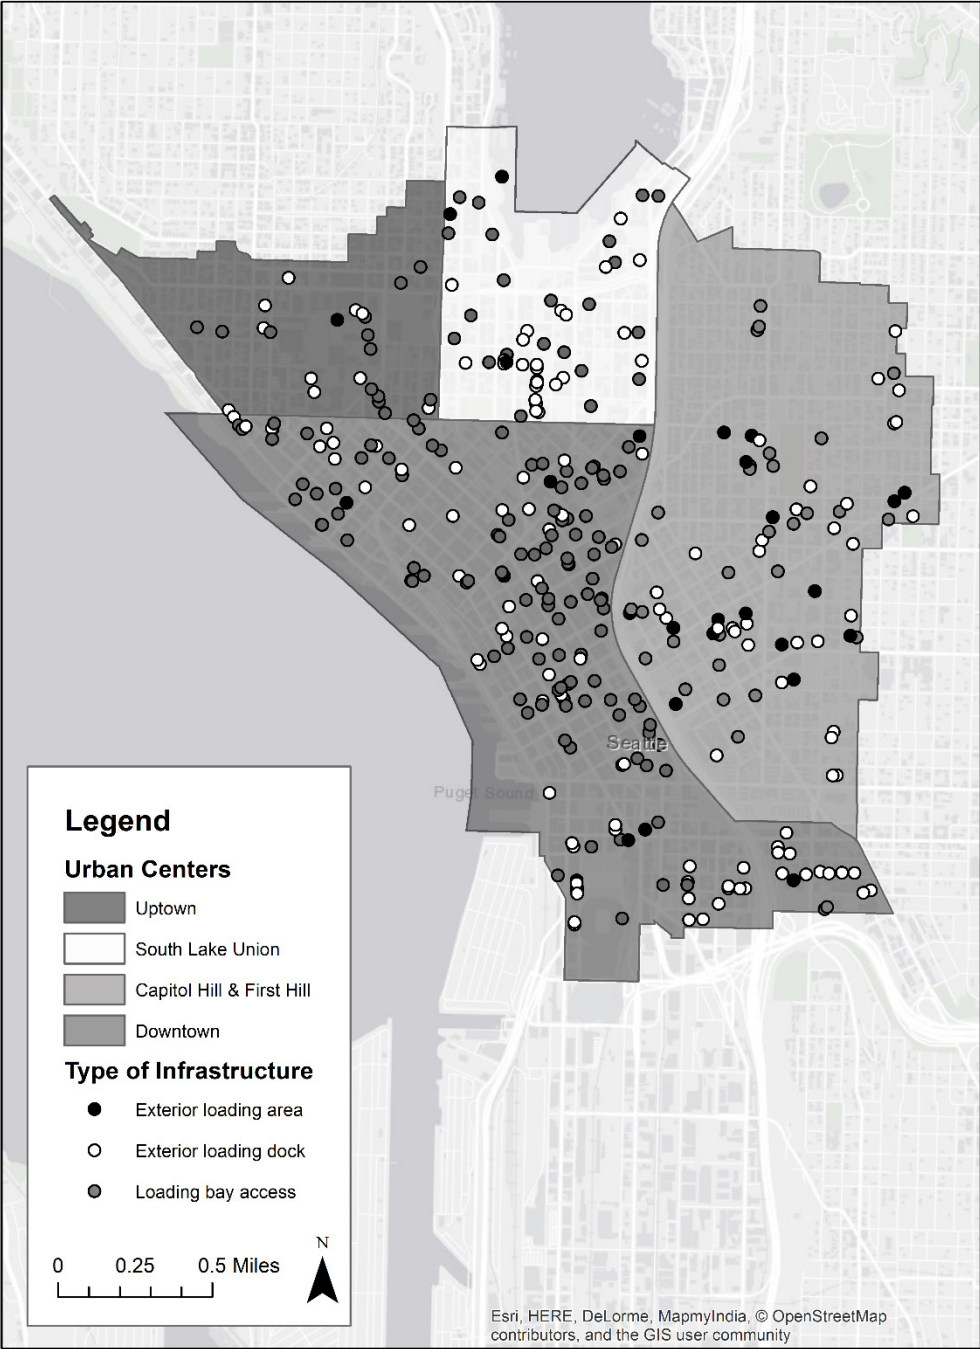 Seattle
Puget Sound
Legend
Urban Centers
Uptown
South Lake Union
Capitol Hill & First Hill
Downtown
Type of Infrastructure
Exterior loading area
Exterior loading dock
Loading bay access
N
0 0.25 0.5 Miles
Esri, HERE, DeLorme, MapmyIndia, © OpenStreetMap
contributors, and the GIS user community